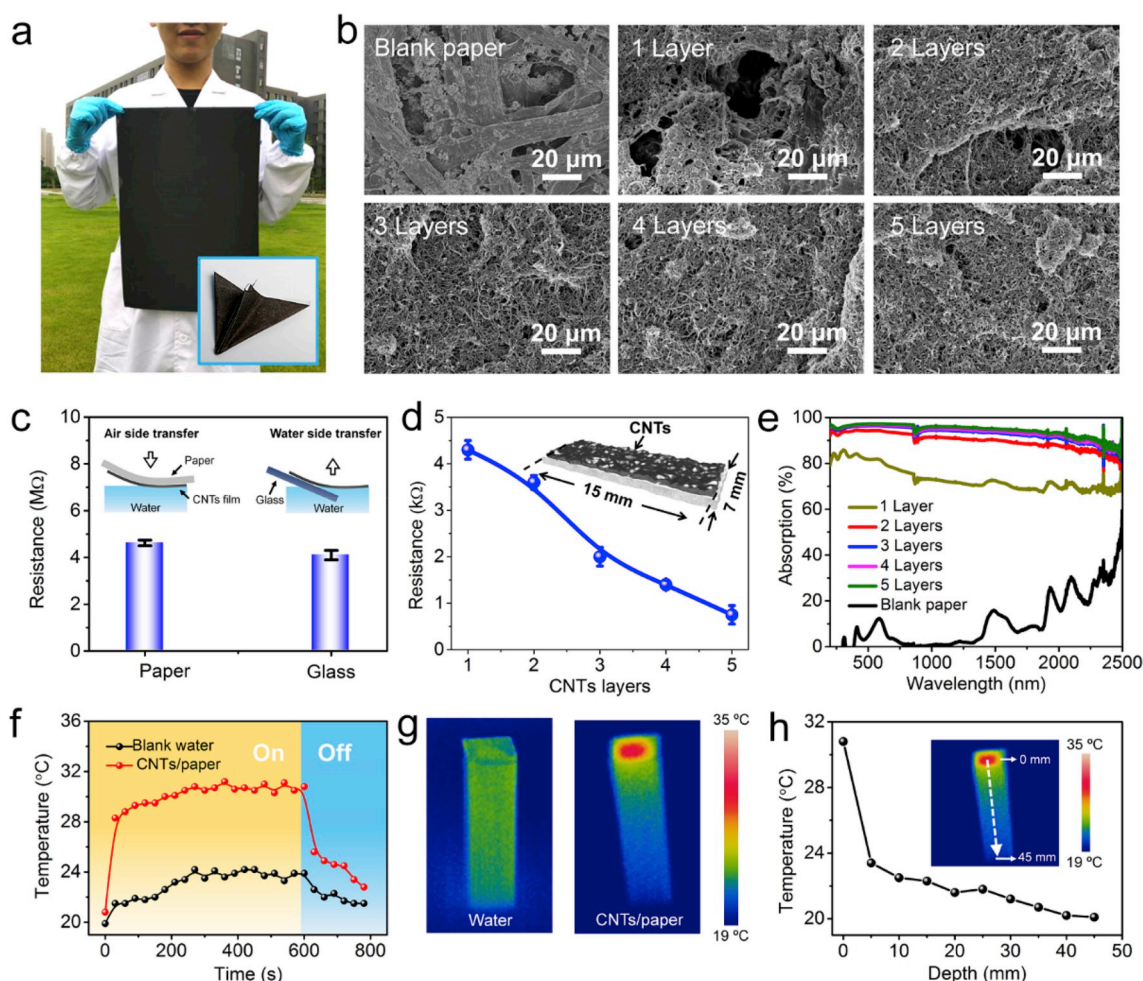 a
b
Blank paper
20 µm
1 Layer
20 µm
2 Layers
20 µm
3 Layers
20 µm
4 Layers
20 µm
5 Layers
20 µm
c
10
8
6
4
2
0
Resistance (MΩ)
Air side transfer
Paper
CNTs film
Water
Water side transfer
Glass
Water
Paper
Glass
d
5
4
3
2
1
0
Resistance (kΩ)
CNTs
15 mm
7 mm
1
2
3
4
5
CNTs layers
e
100
80
60
40
20
0
Absorption (%)
1 Layer
2 Layers
3 Layers
4 Layers
5 Layers
Blank paper
500
1000
1500
2000
2500
Wavelength (nm)
f
36
32
28
24
20
Temperature (°C)
On
Off
Blank water
CNTs/paper
0
200
400
600
800
Time (s)
g
Water
CNTs/paper
35 ºC
19 ºC
h
32
28
24
20
Temperature (°C)
0 mm
45 mm
35 ºC
19 ºC
0
10
20
30
40
50
Depth (mm)